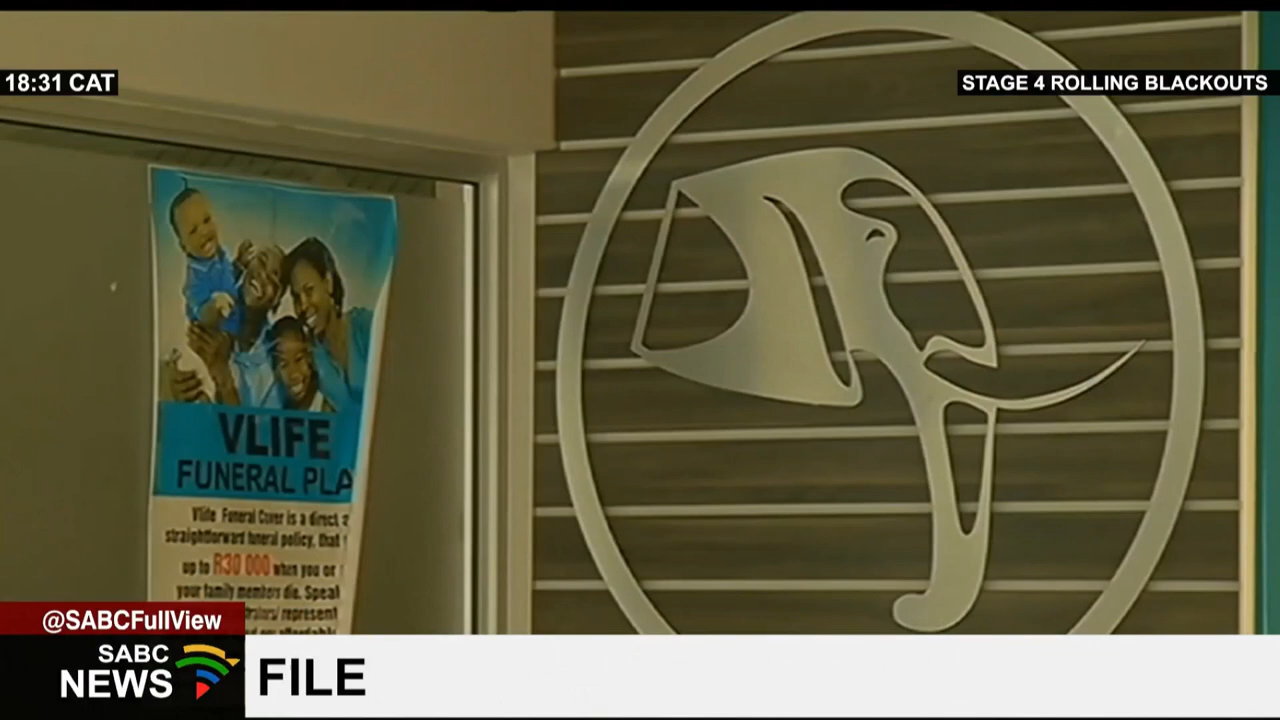 18:31 CAT
STAGE 4 ROLLING BLACKOUTS
VLIFE
FUNERAL PLA
Vlife Funeral Cover is a direct
straightforward funeral policy, that
up to R30 000 when you or
your family members die. Speak
represent
@SABCFullView
SABC
NEWS
FILE